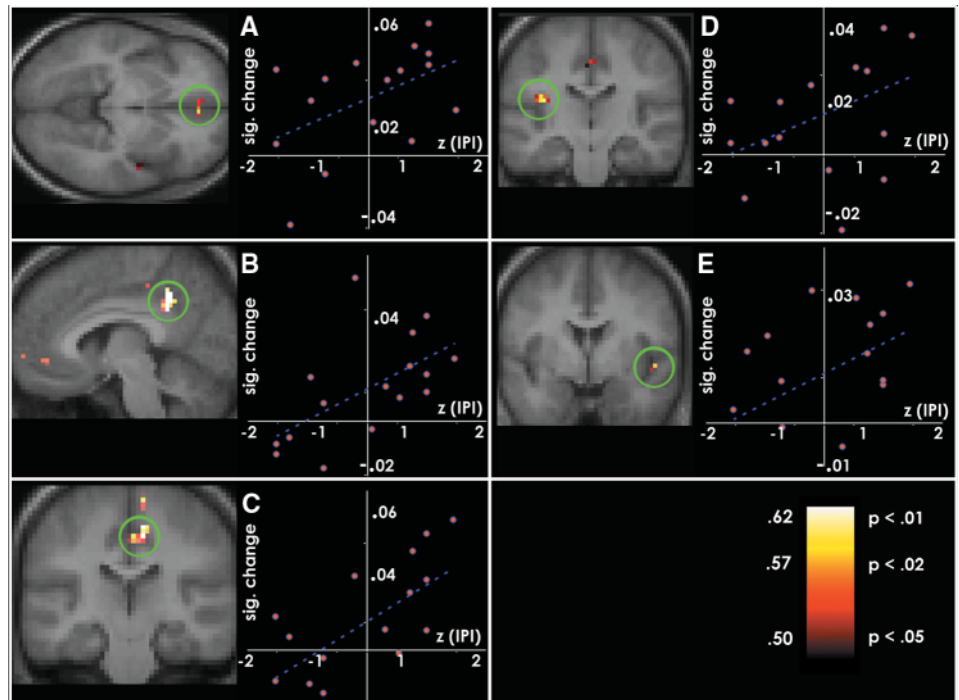 A
sig. change
.06
.02
z (IPI)
-2
-1
1
2
-.04
D
sig. change
.04
.02
z (IPI)
-2
-1
1
2
-.02
B
sig. change
.04
z (IPI)
-2
-1
1
2
-.02
E
sig. change
.03
z (IPI)
-2
-1
1
2
-.01
C
sig. change
.06
.04
z (IPI)
-2
-1
1
2
.62 p < .01
.57 p < .02
.50 p < .05